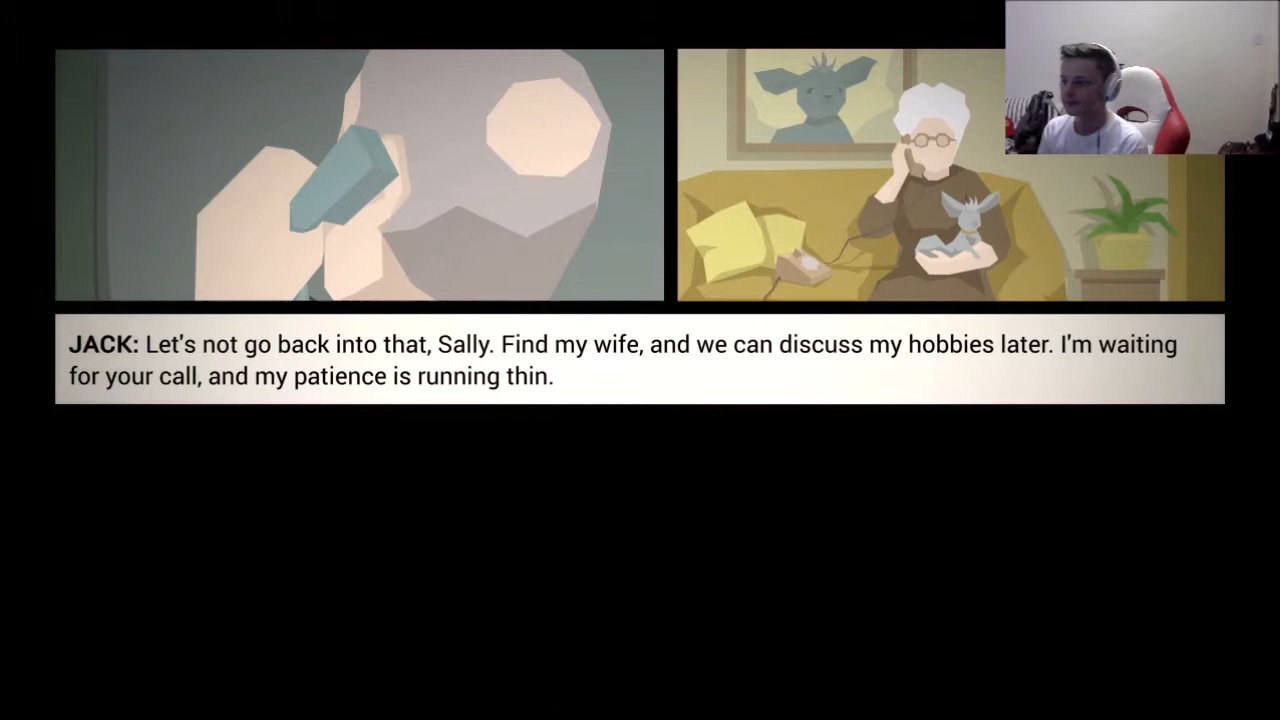 JACK: Let's not go back into that, Sally. Find my wife, and we can discuss my hobbies later. I'm waiting
for your call, and my patience is running thin.